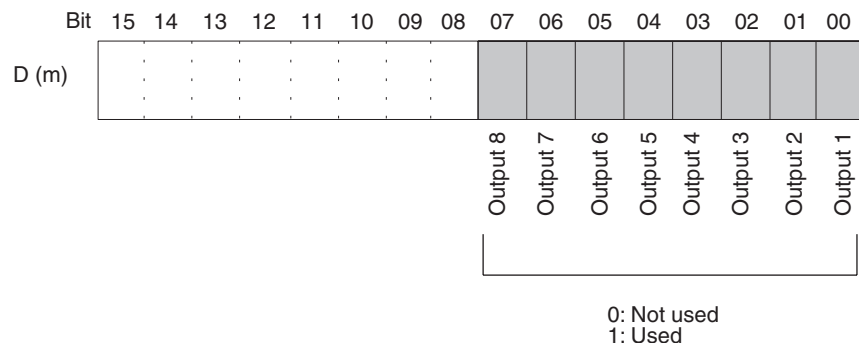 Bit 15 14 13 12 11 10 09 08 07 06 05 04 03 02 01 00
D (m)
Output 8
Output 7
Output 6
Output 5
Output 4
Output 3
Output 2
Output 1
0: Not used
1: Used